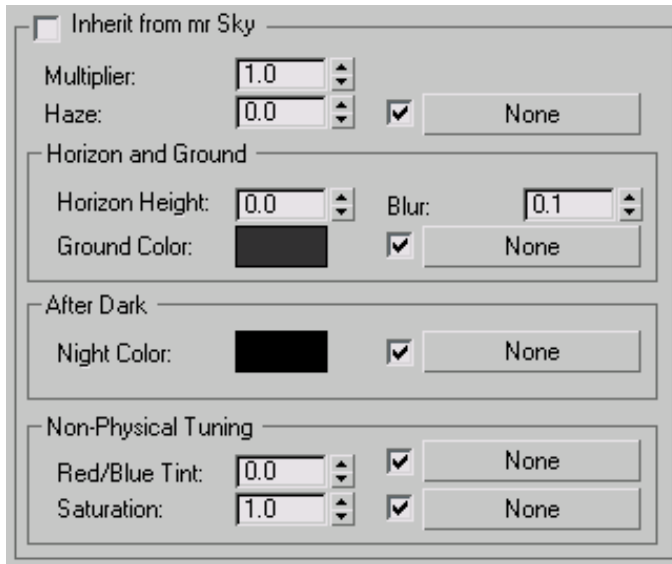 Inherit from mr Sky
Multiplier: 1.0
Haze: 0.0 None
Horizon and Ground
Horizon Height: 0.0 Blur: 0.1
Ground Color: None
After Dark
Night Color: None
Non-Physical Tuning
Red/Blue Tint: 0.0 None
Saturation: 1.0 None